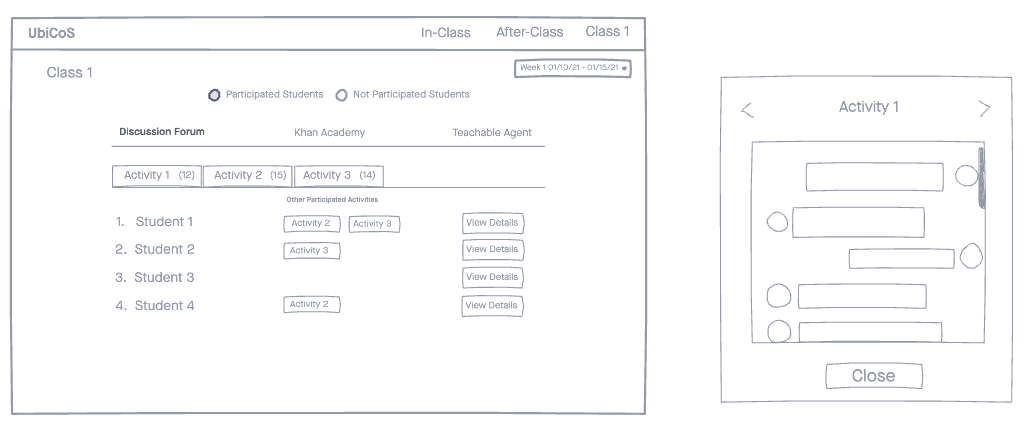 UbiCoS In-Class After-Class Class 1
Class 1 Week 1 01/10/21 - 01/15/21
Participated Students Not Participated Students
Discussion Forum Khan Academy Teachable Agent
Activity 1 (12) Activity 2 (15) Activity 3 (14)
Other Participated Activities
1. Student 1 Activity 2 Activity 3 View Details
2. Student 2 Activity 3 View Details
3. Student 3 View Details
4. Student 4 Activity 2 View Details
< Activity 1 >
Close